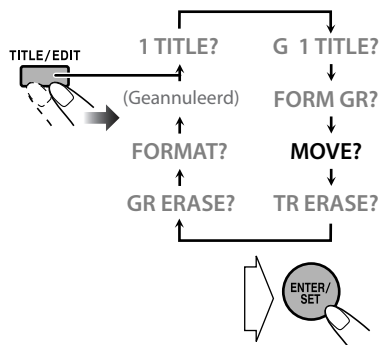 1 TITLE? G 1 TITLE?
TITLE/EDIT
(Geannuleerd) FORM GR?
FORMAT? MOVE?
GR ERASE? TR ERASE?
ENTER/
SET